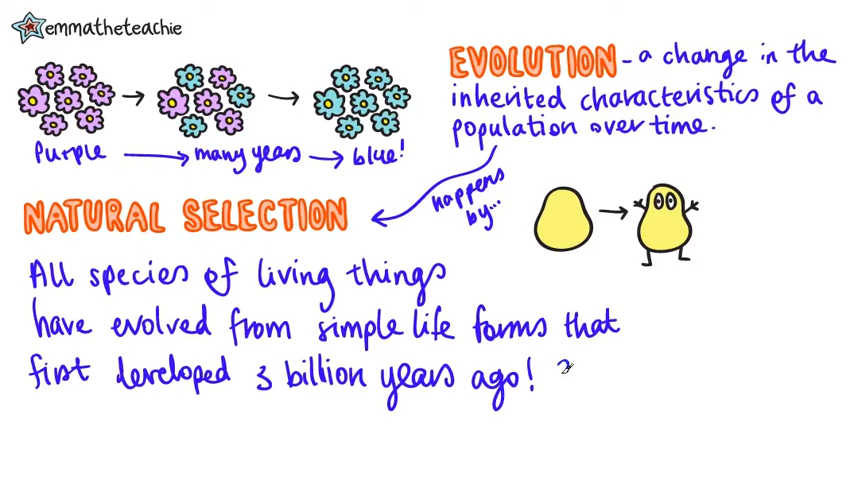 emmatheteachie
EVOLUTION - a change in the
inherited characteristics of a
population over time.
Purple many years blue!
happens
by...
NATURAL SELECTION
All species of living things
have evolved from simple life forms that
first developed 3 billion years ago!